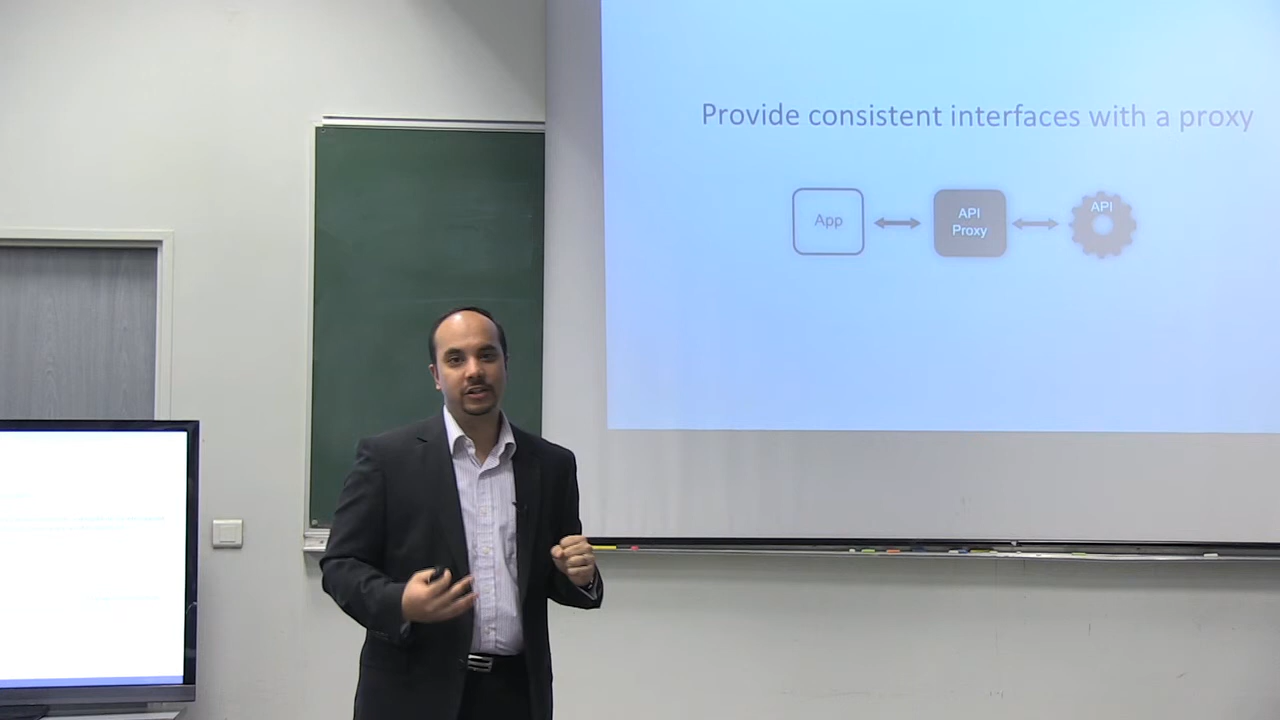 Provide consistent interfaces with a proxy
App
API
Proxy
API